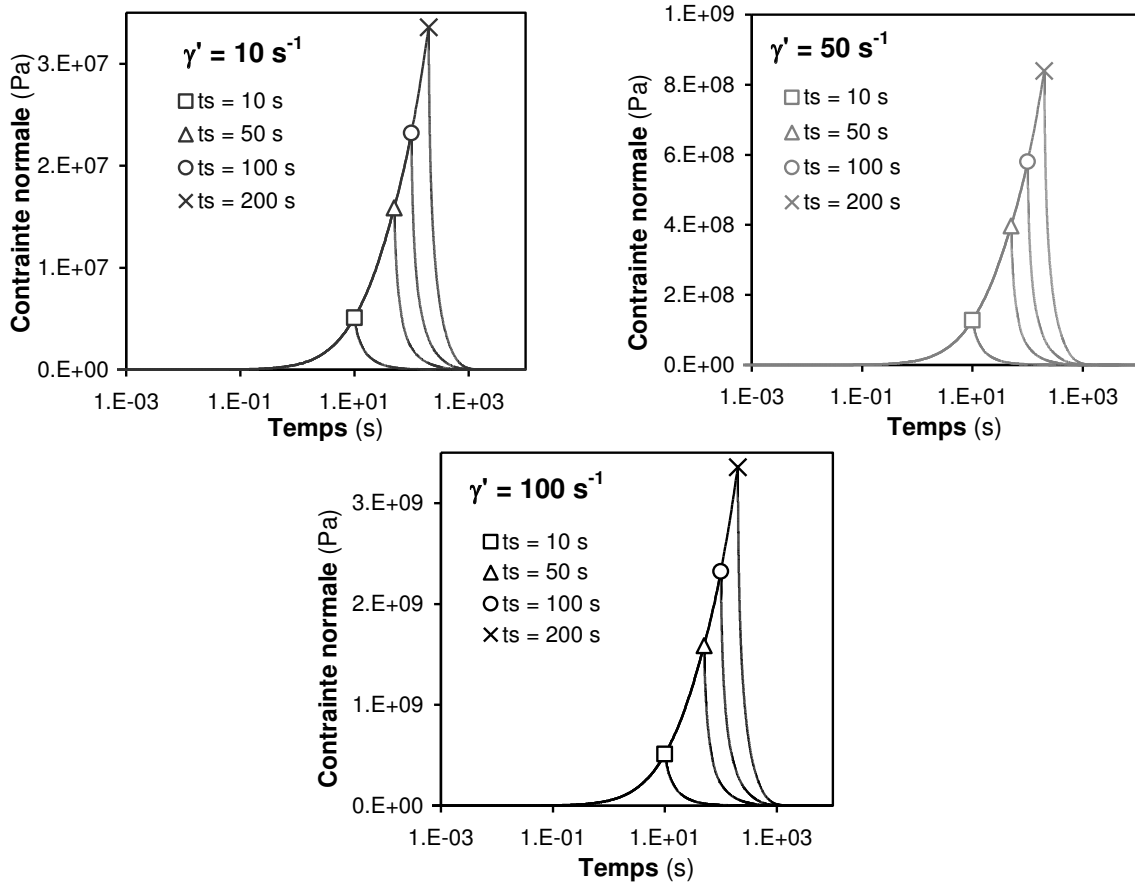 γ' = 10 s-1
ts = 10 s
ts = 50 s
ts = 100 s
ts = 200 s
Contrainte normale (Pa)
3.E+07
2.E+07
1.E+07
0.E+00
1.E-03
1.E-01
1.E+01
1.E+03
Temps (s)
γ' = 50 s-1
ts = 10 s
ts = 50 s
ts = 100 s
ts = 200 s
Contrainte normale (Pa)
1.E+09
8.E+08
6.E+08
4.E+08
2.E+08
0.E+00
1.E-03
1.E-01
1.E+01
1.E+03
Temps (s)
γ' = 100 s-1
ts = 10 s
ts = 50 s
ts = 100 s
ts = 200 s
Contrainte normale (Pa)
3.E+09
2.E+09
1.E+09
0.E+00
1.E-03
1.E-01
1.E+01
1.E+03
Temps (s)